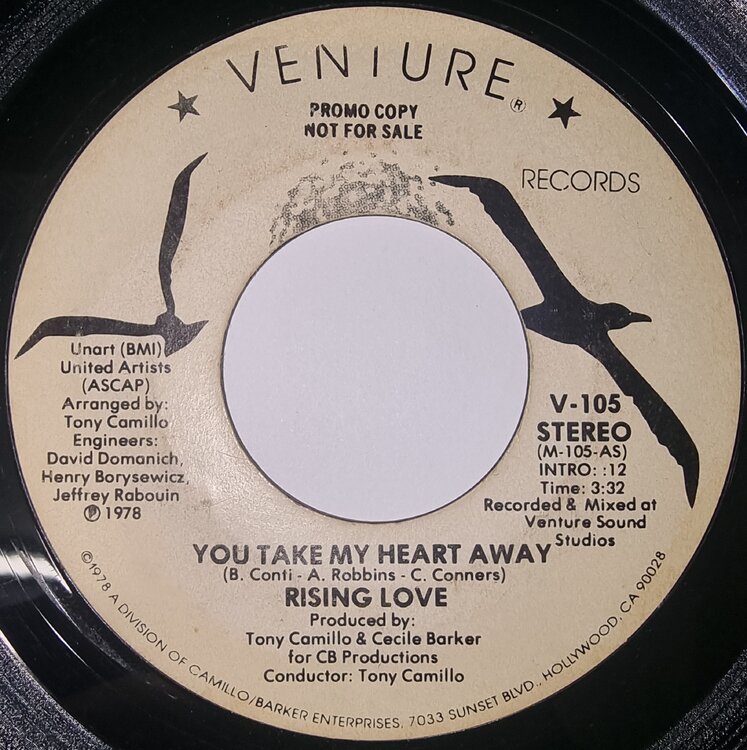 VENTURE®
PROMO COPY
NOT FOR SALE
RECORDS
Unart (BMI)
United Artists
(ASCAP)
Arranged by:
Tony Camillo
Engineers:
David Domanich,
Henry Borysewicz,
Jeffrey Rabouin
℗ 1978
V-105
STEREO
(M-105-AS)
INTRO: :12
Time: 3:32
Recorded & Mixed at
Venture Sound
Studios
YOU TAKE MY HEART AWAY
(B. Conti - A. Robbins - C. Conners)
RISING LOVE
Produced by:
Tony Camillo & Cecile Barker
for CB Productions
Conductor: Tony Camillo
©1978 A DIVISION OF CAMILLO/BARKER ENTERPRISES, 7033 SUNSET BLVD., HOLLYWOOD, CA 90028